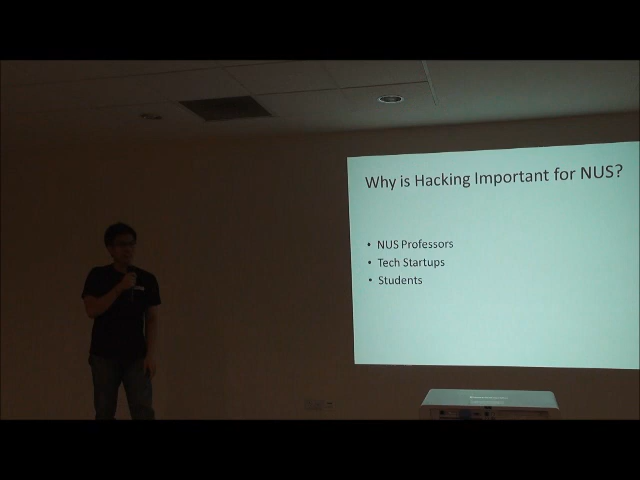 Why is Hacking Important for NUS?
• NUS Professors
• Tech Startups
• Students